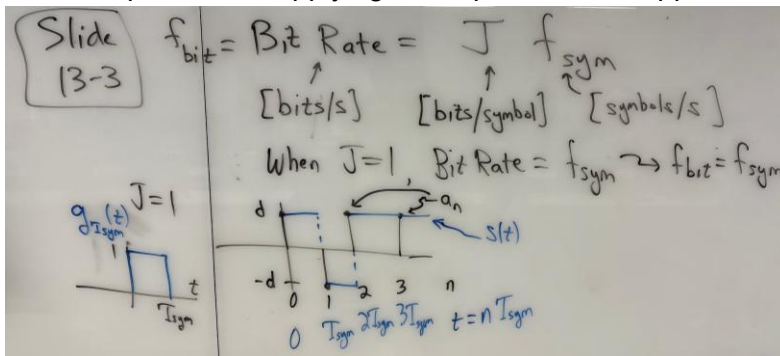 Slide
13-3
f_bit = Bit Rate = J f_sym
[bits/s] [bits/symbol] [symbols/s]
When J=1, Bit Rate = f_sym ⇝ f_bit = f_sym
J=1
g_Tsym(t)
1
t
T_sym
d
a_n
s(t)
-d
0 1 2 3 n
0 T_sym 2T_sym 3T_sym t = n T_sym